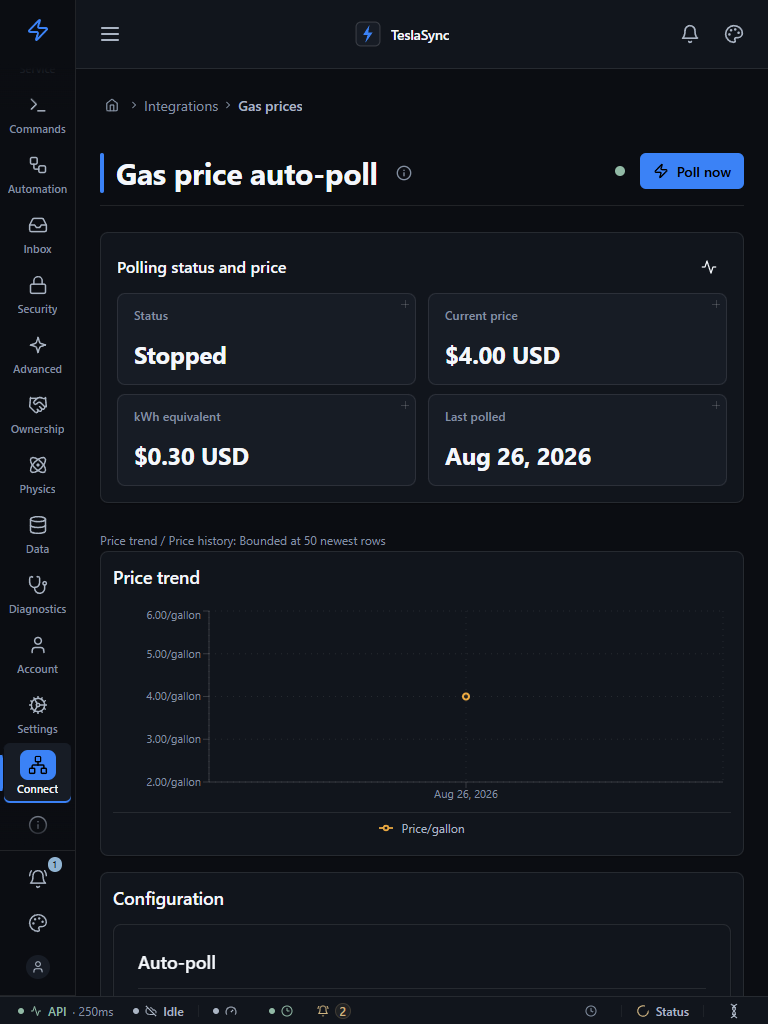 TeslaSync
Service
Commands
Automation
Inbox
Security
Advanced
Ownership
Physics
Data
Diagnostics
Account
Settings
Connect
1
Integrations
Gas prices
Gas price auto-poll
Poll now
Polling status and price
Status
Stopped
Current price
$4.00 USD
kWh equivalent
$0.30 USD
Last polled
Aug 26, 2026
Price trend / Price history: Bounded at 50 newest rows
Price trend
6.00/gallon
5.00/gallon
4.00/gallon
3.00/gallon
2.00/gallon
Aug 26, 2026
Price/gallon
Configuration
Auto-poll
API · 250ms
Idle
2
Status